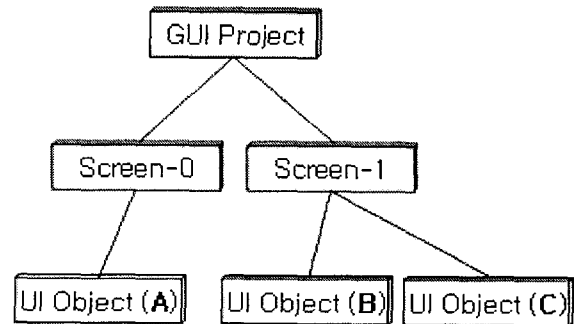 GUI Project
Screen-0
Screen-1
UI Object (A)
UI Object (B)
UI Object (C)